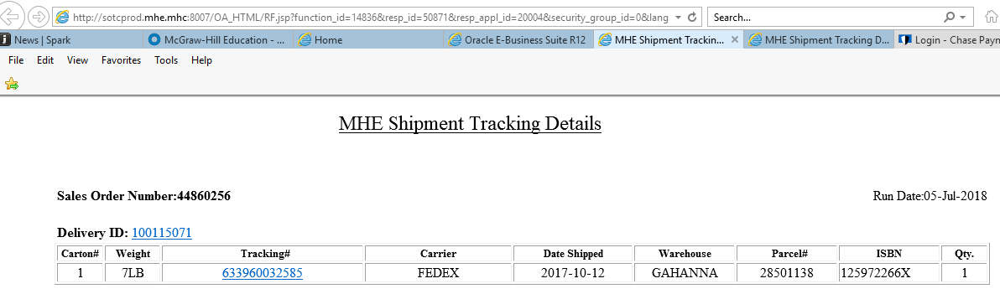 http://sotcprod.mhe.mhc:8007/OA_HTML/RF.jsp?function_id=14836&resp_id=50871&resp_appl_id=20004&security_group_id=0&lang Search...
News | Spark McGraw-Hill Education - ... Home Oracle E-Business Suite R12 MHE Shipment Trackin... MHE Shipment Tracking D... Login - Chase Paym
File Edit View Favorites Tools Help
MHE Shipment Tracking Details
Sales Order Number:44860256 Run Date:05-Jul-2018
Delivery ID: 100115071
Carton# Weight Tracking# Carrier Date Shipped Warehouse Parcel# ISBN Qty.
1 7LB 633960032585 FEDEX 2017-10-12 GAHANNA 28501138 125972266X 1